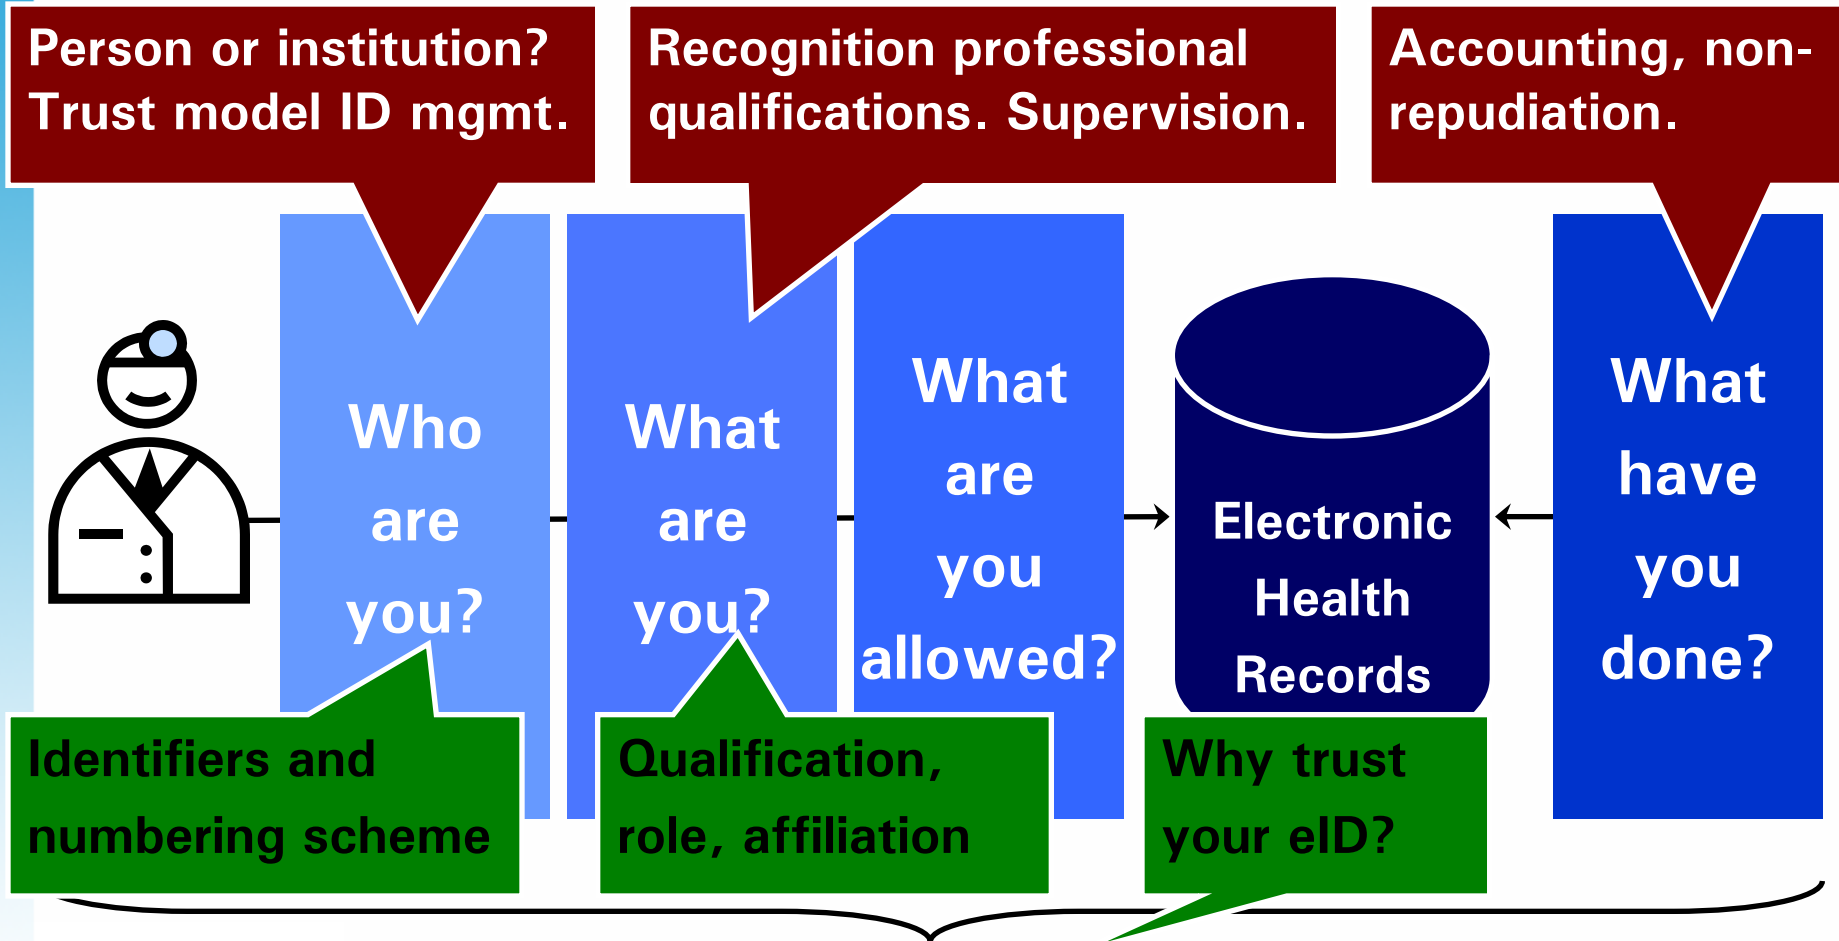 Person or institution?
Trust model ID mgmt.
Recognition professional
qualifications. Supervision.
Accounting, non-
repudiation.
Who
are
you?
What
are
you?
What
are
you
allowed?
Electronic
Health
Records
What
have
you
done?
Identifiers and
numbering scheme
Qualification,
role, affiliation
Why trust
your eID?